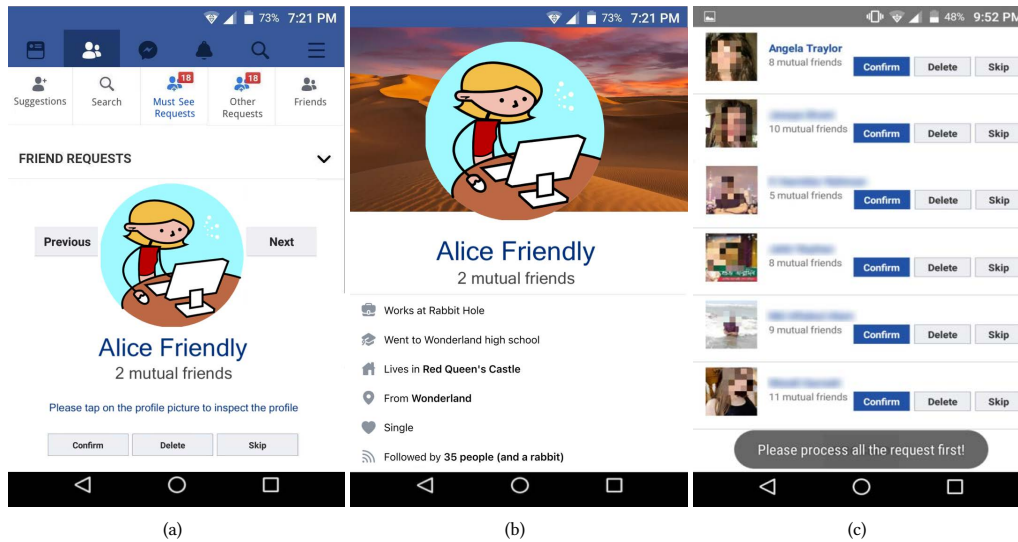 73% 7:21 PM
Suggestions
Search
18
Must See
Requests
18
Other
Requests
Friends
FRIEND REQUESTS
Previous
Next
Alice Friendly
2 mutual friends
Please tap on the profile picture to inspect the profile
Confirm Delete Skip
(a)
73% 7:21 PM
Alice Friendly
2 mutual friends
Works at Rabbit Hole
Went to Wonderland high school
Lives in Red Queen's Castle
From Wonderland
Single
Followed by 35 people (and a rabbit)
(b)
48% 9:52 PM
Angela Traylor
8 mutual friends Confirm Delete Skip
10 mutual friends Confirm Delete Skip
5 mutual friends Confirm Delete Skip
8 mutual friends Confirm Delete Skip
9 mutual friends Confirm Delete Skip
11 mutual friends Confirm Delete Skip
Please process all the request first!
(c)